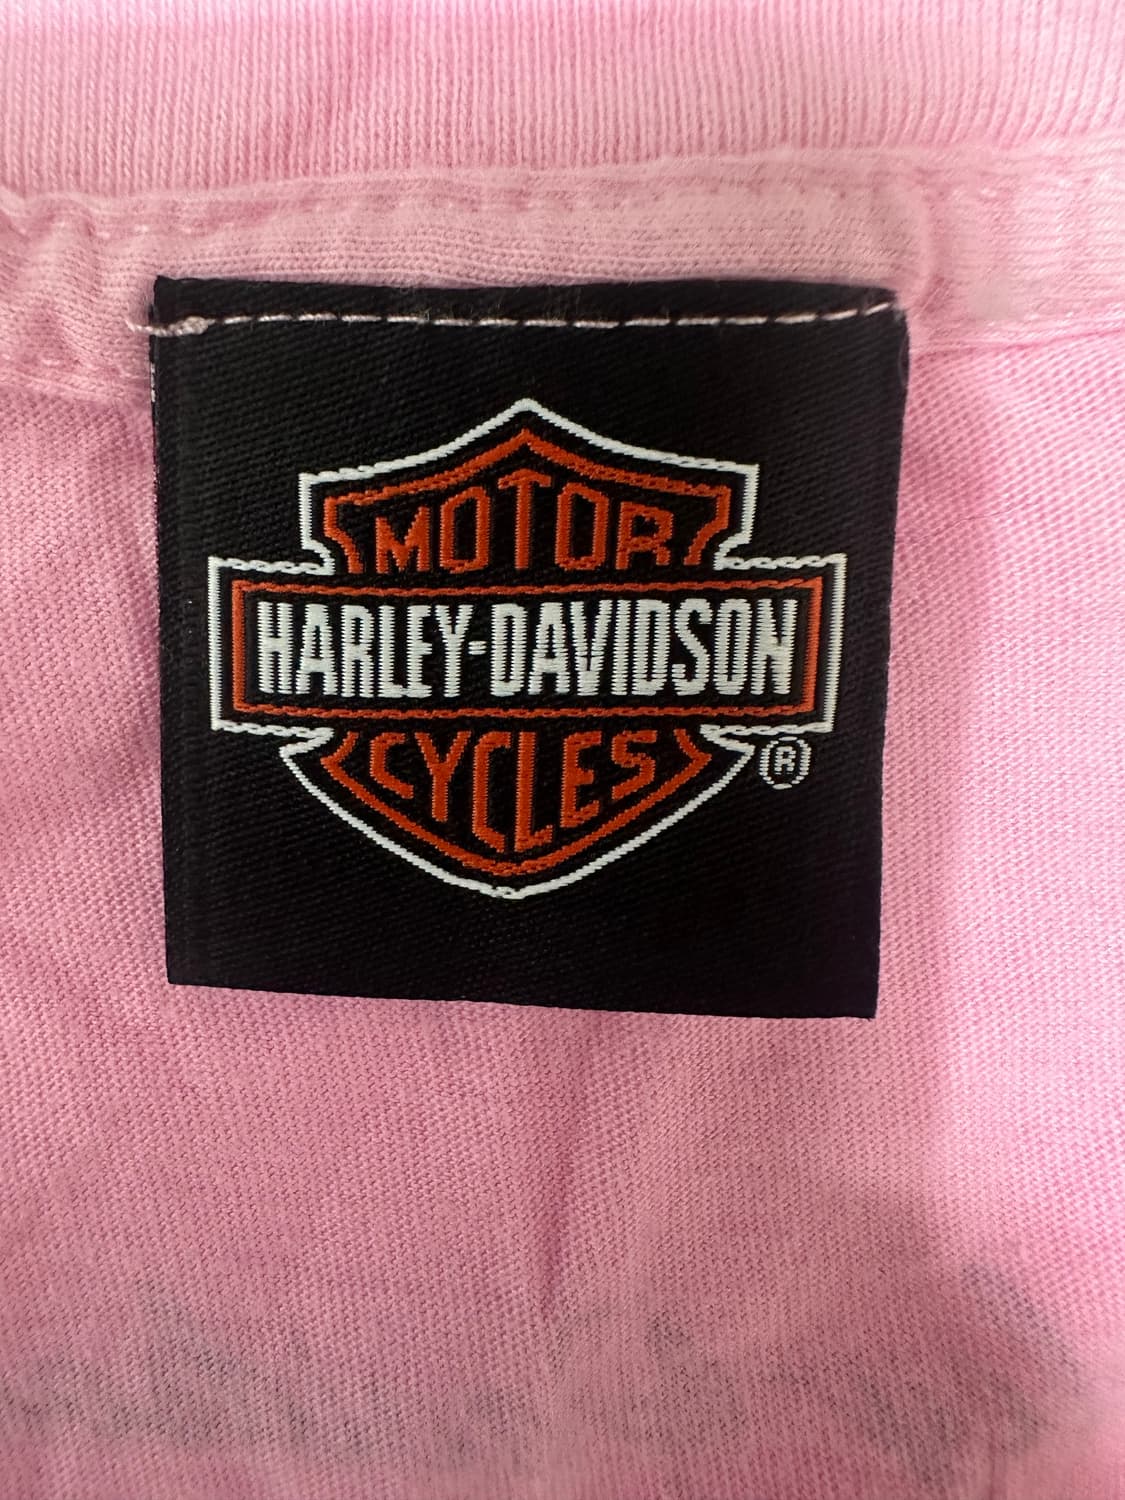 MOTOR
HARLEY-DAVIDSON
CYCLES
®